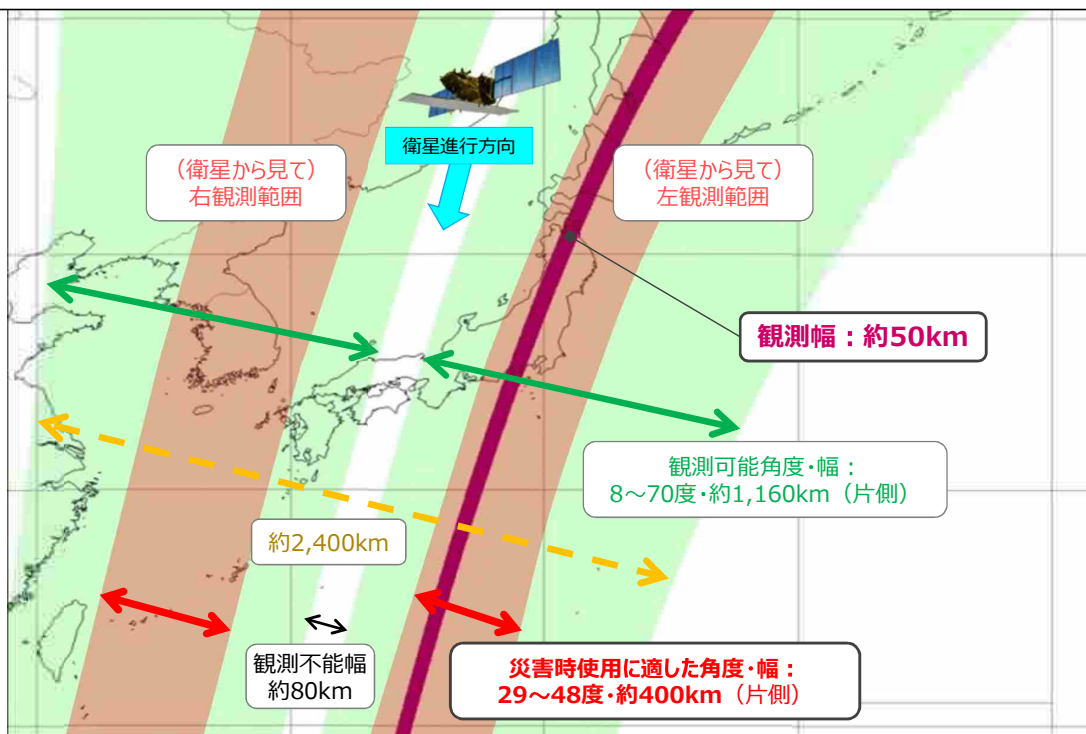 衛星進行方向
（衛星から見て）
右観測範囲
（衛星から見て）
左観測範囲
観測幅：約50km
観測可能角度･幅：
8～70度･約1,160km（片側）
約2,400km
観測不能幅
約80km
災害時使用に適した角度･幅：
29～48度･約400km（片側）